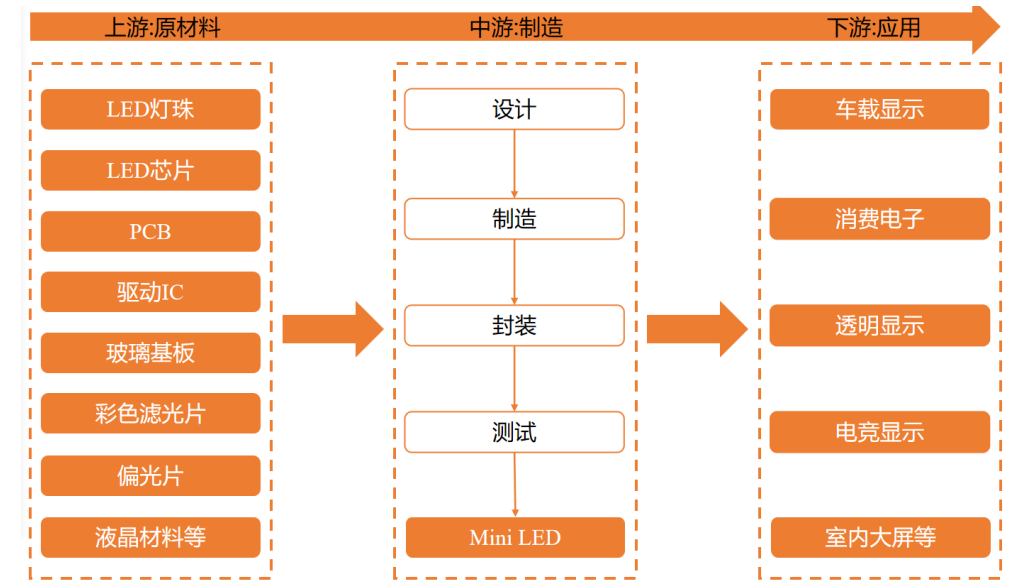 上游:原材料
中游:制造
下游:应用
LED灯珠
LED芯片
PCB
驱动IC
玻璃基板
彩色滤光片
偏光片
液晶材料等
设计
制造
封装
测试
Mini LED
车载显示
消费电子
透明显示
电竞显示
室内大屏等